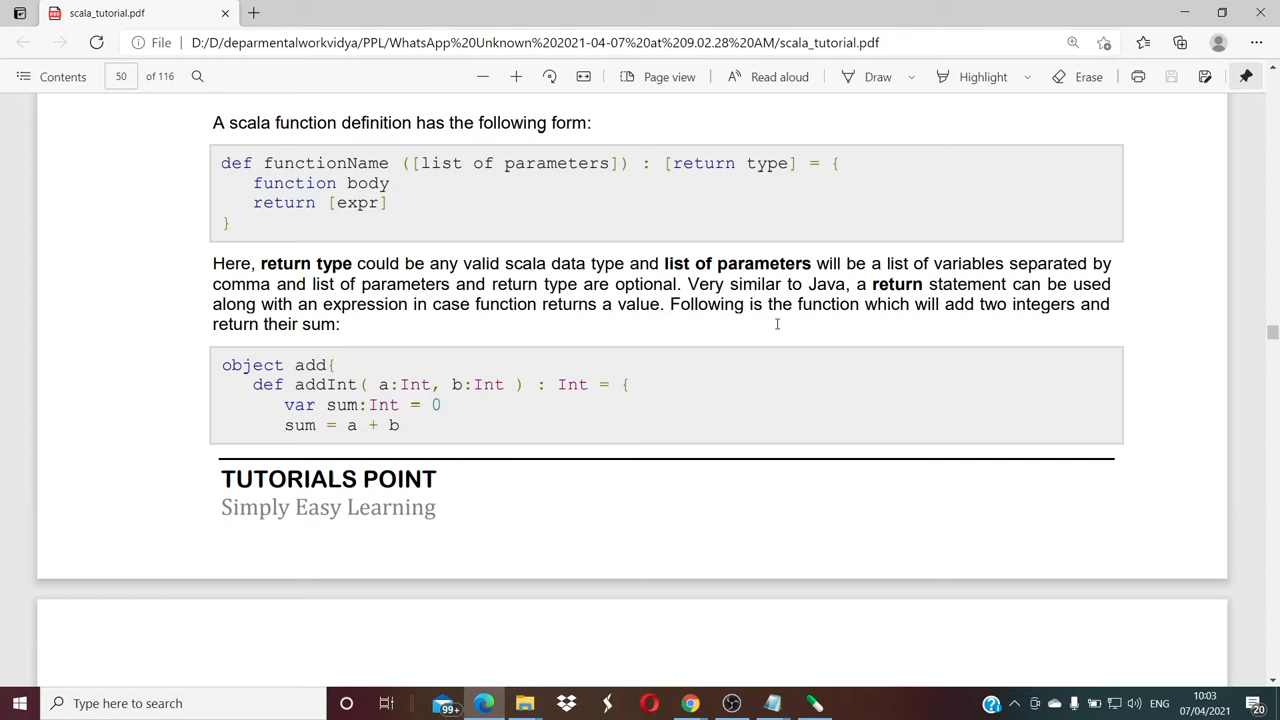 scala_tutorial.pdf
File D:/D/deparmentalworkvidya/PPL/WhatsApp%20Unknown%202021-04-07%20at%209.02.28%20AM/scala_tutorial.pdf
Contents 50 of 116 Page view Read aloud Draw Highlight Erase
A scala function definition has the following form:
def functionName ([list of parameters]) : [return type] = {
function body
return [expr]
}
Here, return type could be any valid scala data type and list of parameters will be a list of variables separated by
comma and list of parameters and return type are optional. Very similar to Java, a return statement can be used
along with an expression in case function returns a value. Following is the function which will add two integers and
return their sum:
object add{
def addInt( a:Int, b:Int ) : Int = {
var sum:Int = 0
sum = a + b
TUTORIALS POINT
Simply Easy Learning
Type here to search
99+
ENG
10:03
07/04/2021
20